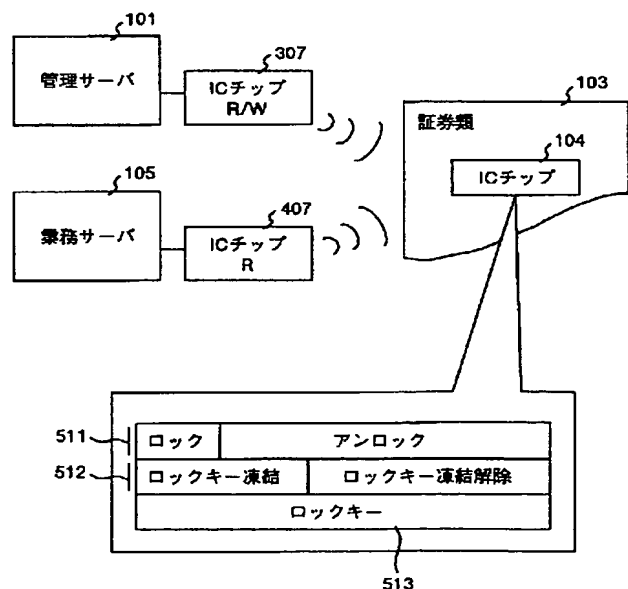 101
管理サーバ
307
ICチップ
R/W
103
証券類
104
ICチップ
105
業務サーバ
407
ICチップ
R
511
ロック アンロック
512
ロックキー凍結 ロックキー凍結解除
ロックキー
513